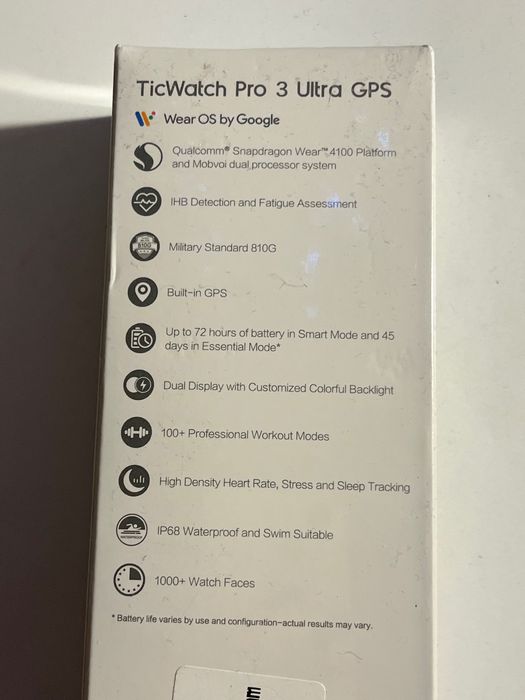 TicWatch Pro 3 Ultra GPS
Wear OS by Google
Qualcomm® Snapdragon Wear™ 4100 Platform
and Mobvoi dual processor system
IHB Detection and Fatigue Assessment
810G
Military Standard 810G
Built-in GPS
Up to 72 hours of battery in Smart Mode and 45
days in Essential Mode*
Dual Display with Customized Colorful Backlight
100+ Professional Workout Modes
High Density Heart Rate, Stress and Sleep Tracking
WATERPROOF
IP68 Waterproof and Swim Suitable
1000+ Watch Faces
* Battery life varies by use and configuration-actual results may vary.